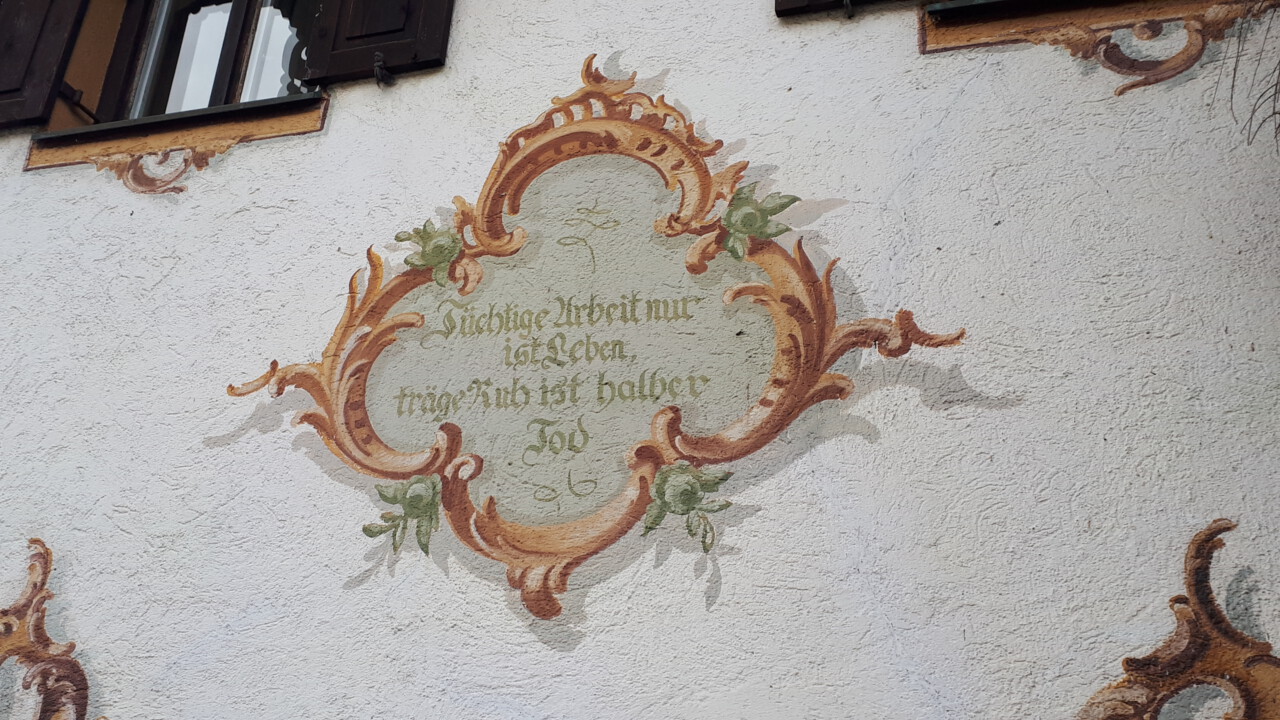 Tüchtige Arbeit nur
ist Leben,
träge Ruh ist halber
Tod